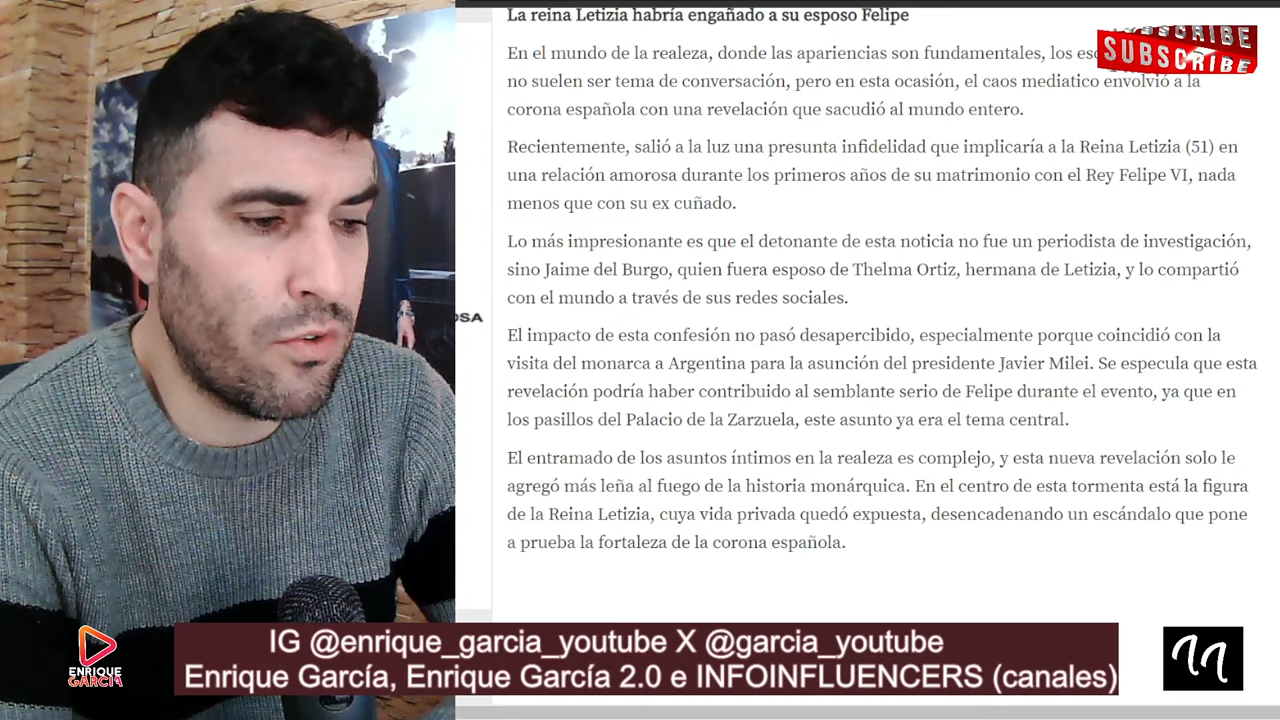 La reina Letizia habría engañado a su esposo Felipe
SUBSCRIBE
SUBSCRIBE
En el mundo de la realeza, donde las apariencias son fundamentales, los
no suelen ser tema de conversación, pero en esta ocasión, el caos mediatico envolvió a la
corona española con una revelación que sacudió al mundo entero.
Recientemente, salió a la luz una presunta infidelidad que implicaría a la Reina Letizia (51) en
una relación amorosa durante los primeros años de su matrimonio con el Rey Felipe VI, nada
menos que con su ex cuñado.
Lo más impresionante es que el detonante de esta noticia no fue un periodista de investigación,
sino Jaime del Burgo, quien fuera esposo de Thelma Ortiz, hermana de Letizia, y lo compartió
con el mundo a través de sus redes sociales.
OSA
El impacto de esta confesión no pasó desapercibido, especialmente porque coincidió con la
visita del monarca a Argentina para la asunción del presidente Javier Milei. Se especula que esta
revelación podría haber contribuido al semblante serio de Felipe durante el evento, ya que en
los pasillos del Palacio de la Zarzuela, este asunto ya era el tema central.
El entramado de los asuntos íntimos en la realeza es complejo, y esta nueva revelación solo le
agregó más leña al fuego de la historia monárquica. En el centro de esta tormenta está la figura
de la Reina Letizia, cuya vida privada quedó expuesta, desencadenando un escándalo que pone
a prueba la fortaleza de la corona española.
ENRIQUE
GARCÍA
IG @enrique_garcia_youtube X @garcia_youtube
Enrique García, Enrique García 2.0 e INFOINFLUENCERS (canales)